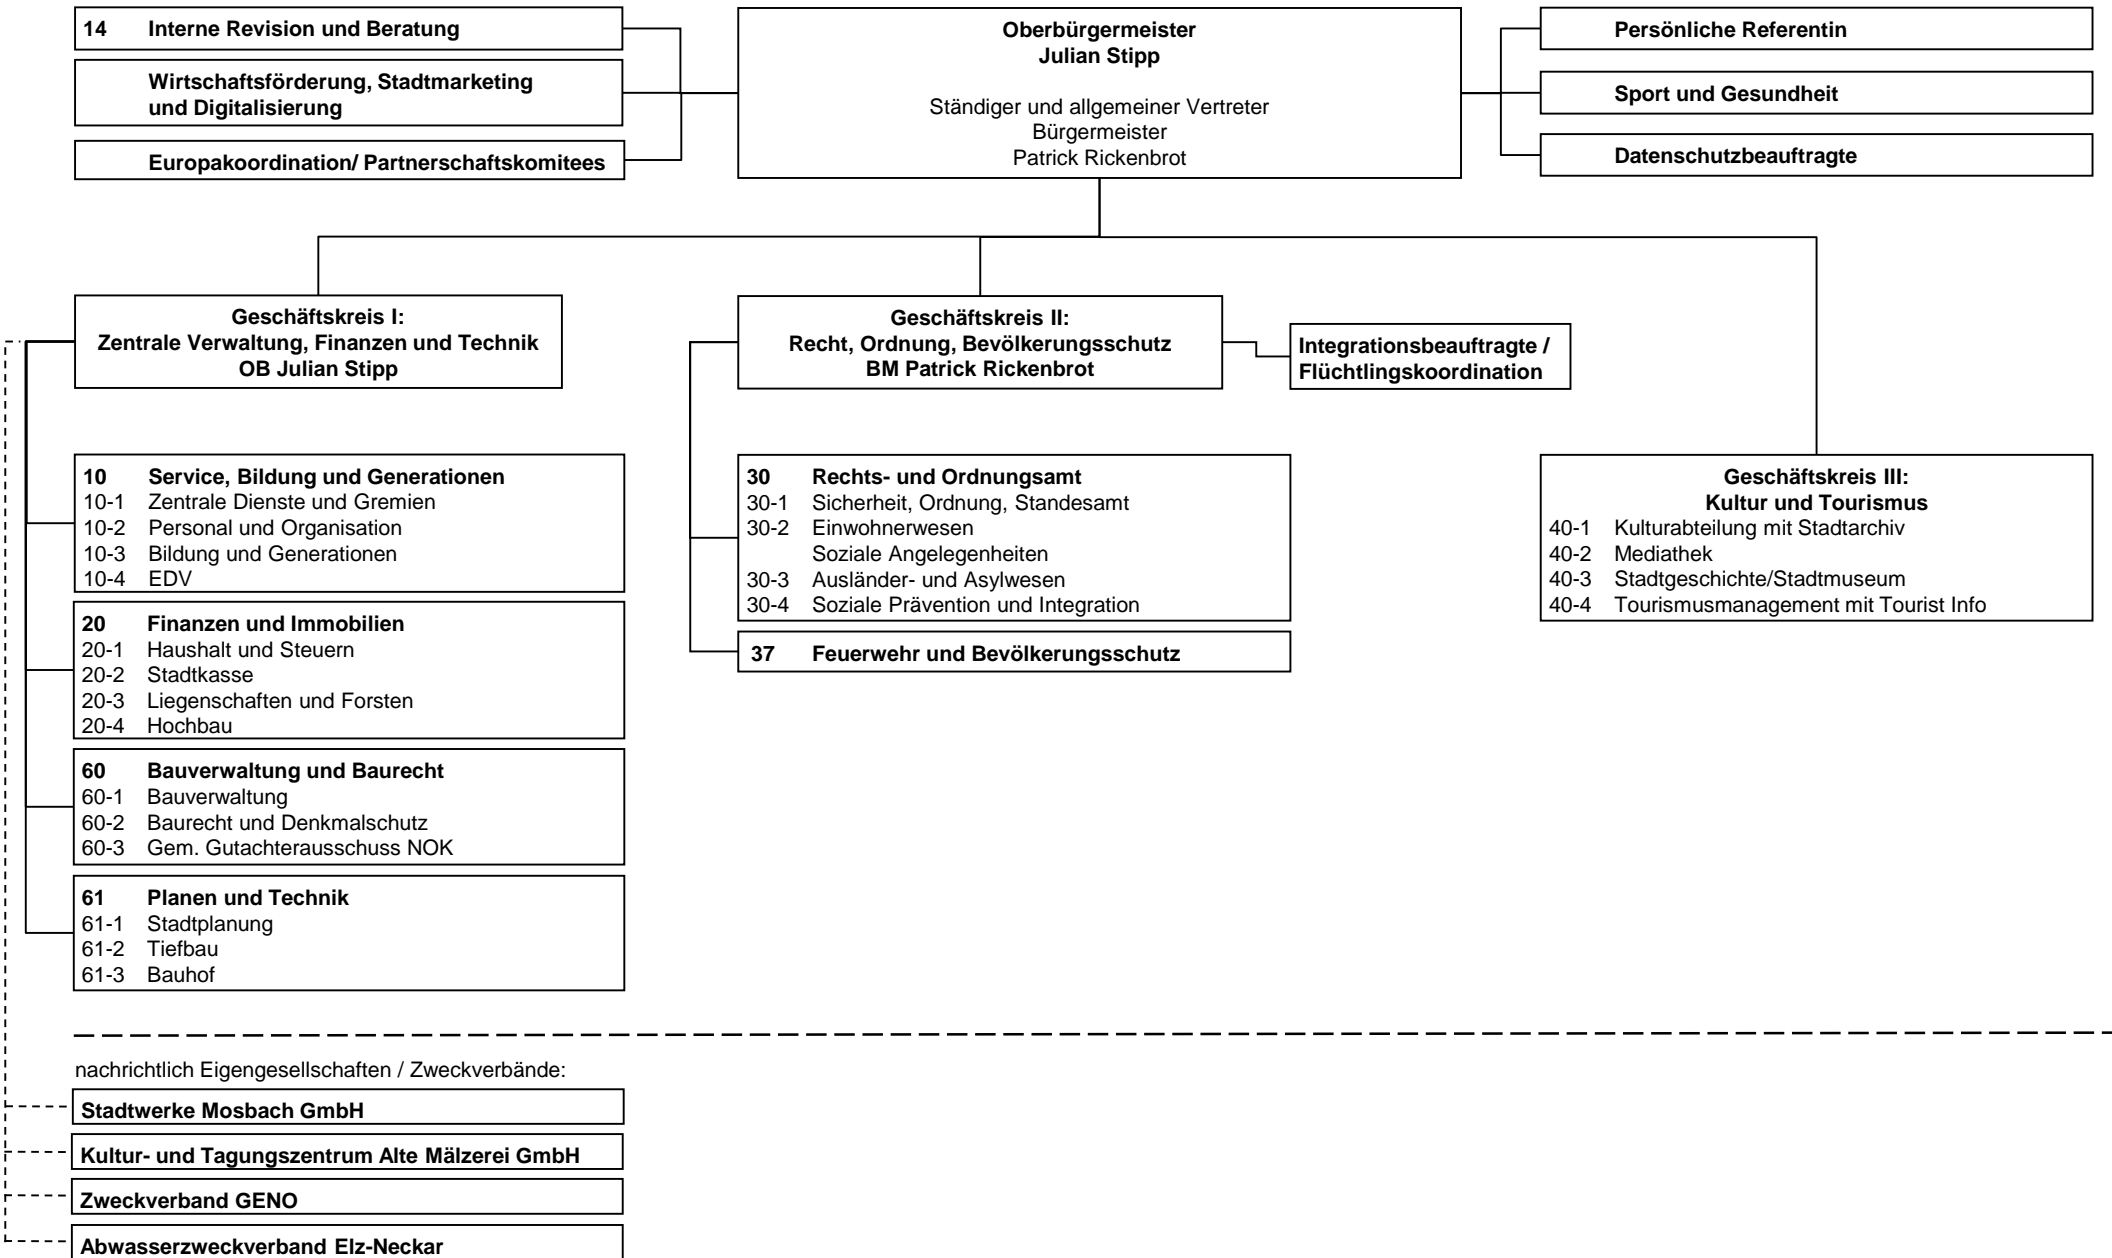 14 Interne Revision und Beratung
Wirtschaftsförderung, Stadtmarketing
und Digitalisierung
Europakoordination/ Partnerschaftskomitees
Oberbürgermeister
Julian Stipp
Ständiger und allgemeiner Vertreter
Bürgermeister
Patrick Rickenbrot
Persönliche Referentin
Sport und Gesundheit
Datenschutzbeauftragte
Geschäftskreis I:
Zentrale Verwaltung, Finanzen und Technik
OB Julian Stipp
Geschäftskreis II:
Recht, Ordnung, Bevölkerungsschutz
BM Patrick Rickenbrot
Integrationsbeauftragte /
Flüchtlingskoordination
10 Service, Bildung und Generationen
10-1 Zentrale Dienste und Gremien
10-2 Personal und Organisation
10-3 Bildung und Generationen
10-4 EDV
20 Finanzen und Immobilien
20-1 Haushalt und Steuern
20-2 Stadtkasse
20-3 Liegenschaften und Forsten
20-4 Hochbau
60 Bauverwaltung und Baurecht
60-1 Bauverwaltung
60-2 Baurecht und Denkmalschutz
60-3 Gem. Gutachterausschuss NOK
61 Planen und Technik
61-1 Stadtplanung
61-2 Tiefbau
61-3 Bauhof
30 Rechts- und Ordnungsamt
30-1 Sicherheit, Ordnung, Standesamt
30-2 Einwohnerwesen
Soziale Angelegenheiten
30-3 Ausländer- und Asylwesen
30-4 Soziale Prävention und Integration
37 Feuerwehr und Bevölkerungsschutz
Geschäftskreis III:
Kultur und Tourismus
40-1 Kulturabteilung mit Stadtarchiv
40-2 Mediathek
40-3 Stadtgeschichte/Stadtmuseum
40-4 Tourismusmanagement mit Tourist Info
nachrichtlich Eigengesellschaften / Zweckverbände:
Stadtwerke Mosbach GmbH
Kultur- und Tagungszentrum Alte Mälzerei GmbH
Zweckverband GENO
Abwasserzweckverband Elz-Neckar